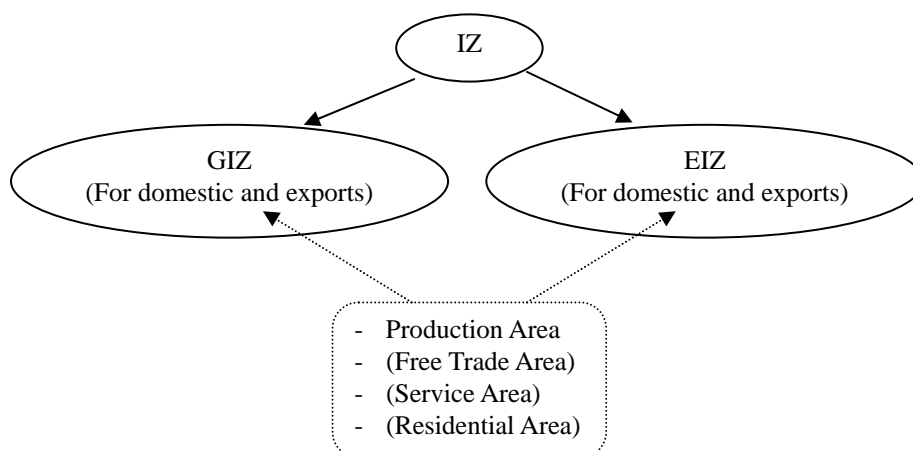 IZ
GIZ
(For domestic and exports)
EIZ
(For domestic and exports)
- Production Area
- (Free Trade Area)
- (Service Area)
- (Residential Area)